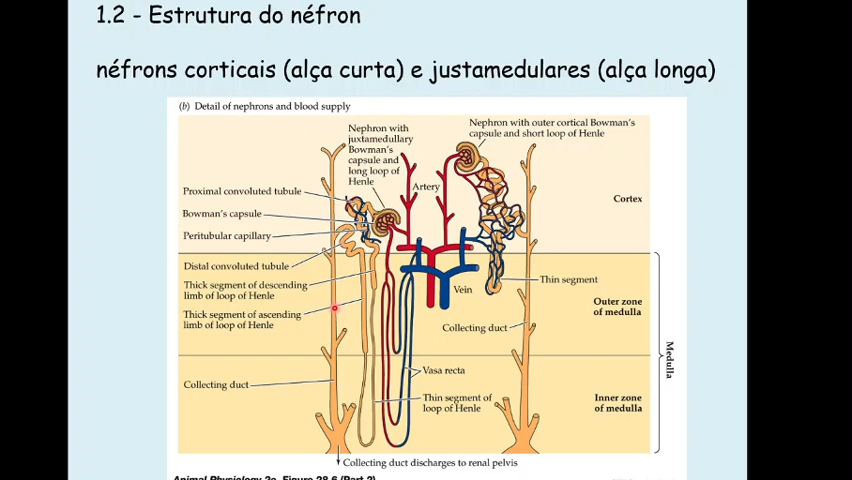 1.2 - Estrutura do néfron
néfrons corticais (alça curta) e justamedulares (alça longa)
(b) Detail of nephrons and blood supply
Nephron with
juxtamedullary
Bowman's
capsule and
long loop of
Henle
Nephron with outer cortical Bowman's
capsule and short loop of Henle
Artery
Cortex
Proximal convoluted tubule
Bowman's capsule
Peritubular capillary
Distal convoluted tubule
Thick segment of descending
limb of loop of Henle
Thick segment of ascending
limb of loop of Henle
Vein
Thin segment
Outer zone
of medulla
Collecting duct
Medulla
Vasa recta
Collecting duct
Thin segment of
loop of Henle
Inner zone
of medulla
Collecting duct discharges to renal pelvis
Animal Physiology 2e, Figure 28.6 (Part 2)